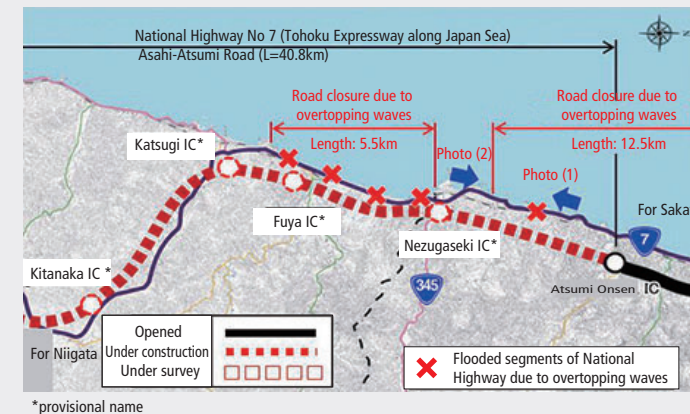 National Highway No 7 (Tohoku Expressway along Japan Sea)
Asahi-Atsumi Road (L=40.8km)
Road closure due to
overtopping waves
Length: 5.5km
Road closure due to
overtopping waves
Length: 12.5km
Katsugi IC*
Photo (2)
Photo (1)
Fuya IC*
For Saka
Nezugaseki IC*
7
Kitanaka IC *
345
Atsumi Onsen IC
For Niigata
Opened
Under construction
Under survey
Flooded segments of National
Highway due to overtopping waves
*provisional name